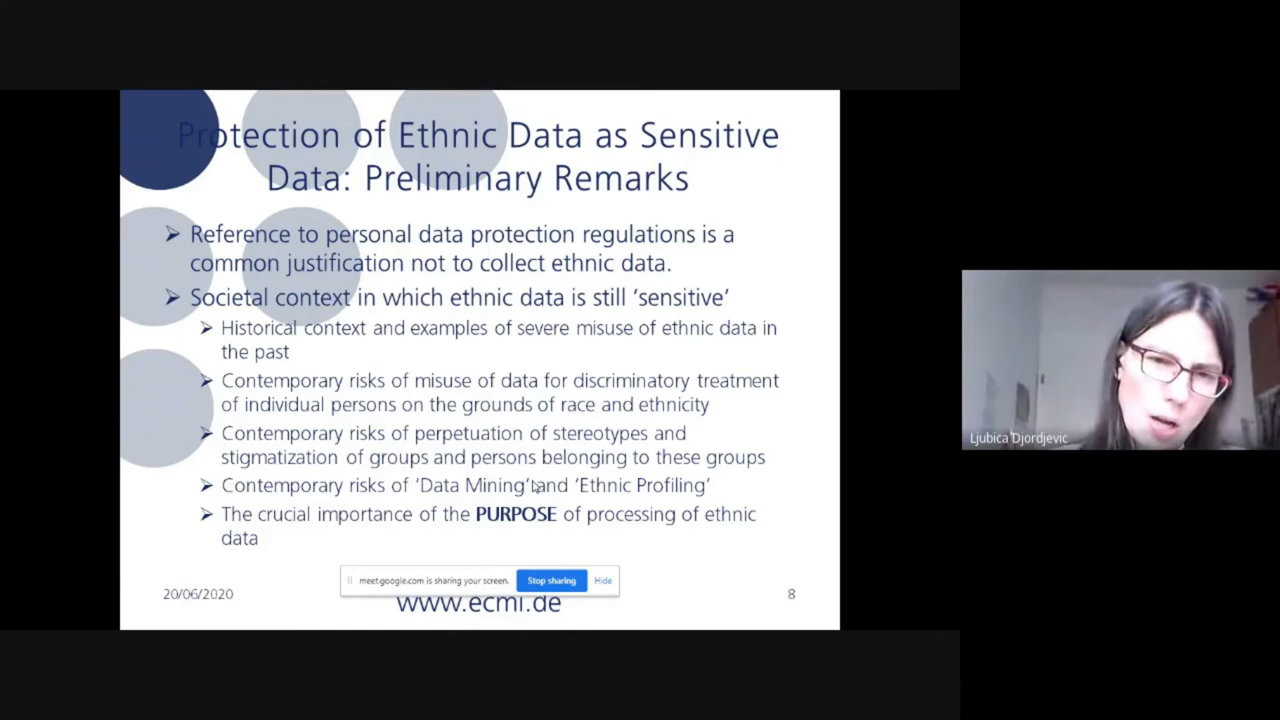 Protection of Ethnic Data as Sensitive
Data: Preliminary Remarks
Reference to personal data protection regulations is a
common justification not to collect ethnic data.
Societal context in which ethnic data is still ‘sensitive’
Historical context and examples of severe misuse of ethnic data in
the past
Contemporary risks of misuse of data for discriminatory treatment
of individual persons on the grounds of race and ethnicity
Contemporary risks of perpetuation of stereotypes and
stigmatization of groups and persons belonging to these groups
Contemporary risks of ‘Data Mining’ and ‘Ethnic Profiling’
The crucial importance of the PURPOSE of processing of ethnic
data
meet.google.com is sharing your screen. Stop sharing Hide
20/06/2020 www.ecmi.de 8
Ljubica Djordjevic